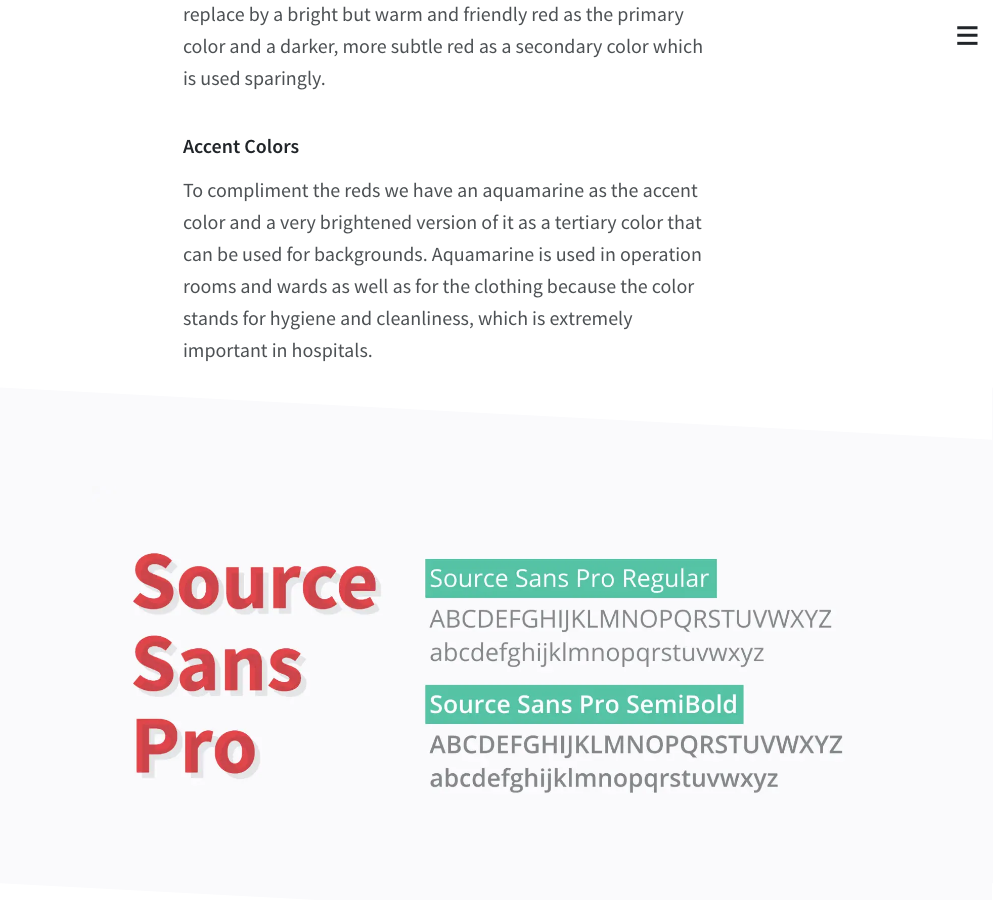 replace by a bright but warm and friendly red as the primary
color and a darker, more subtle red as a secondary color which
is used sparingly.
Accent Colors
To compliment the reds we have an aquamarine as the accent
color and a very brightened version of it as a tertiary color that
can be used for backgrounds. Aquamarine is used in operation
rooms and wards as well as for the clothing because the color
stands for hygiene and cleanliness, which is extremely
important in hospitals.
Source
Sans
Pro
Source Sans Pro Regular
ABCDEFGHIJKLMNOPQRSTUVWXYZ
abcdefghijklmnopqrstuvwxyz
Source Sans Pro SemiBold
ABCDEFGHIJKLMNOPQRSTUVWXYZ
abcdefghijklmnopqrstuvwxyz